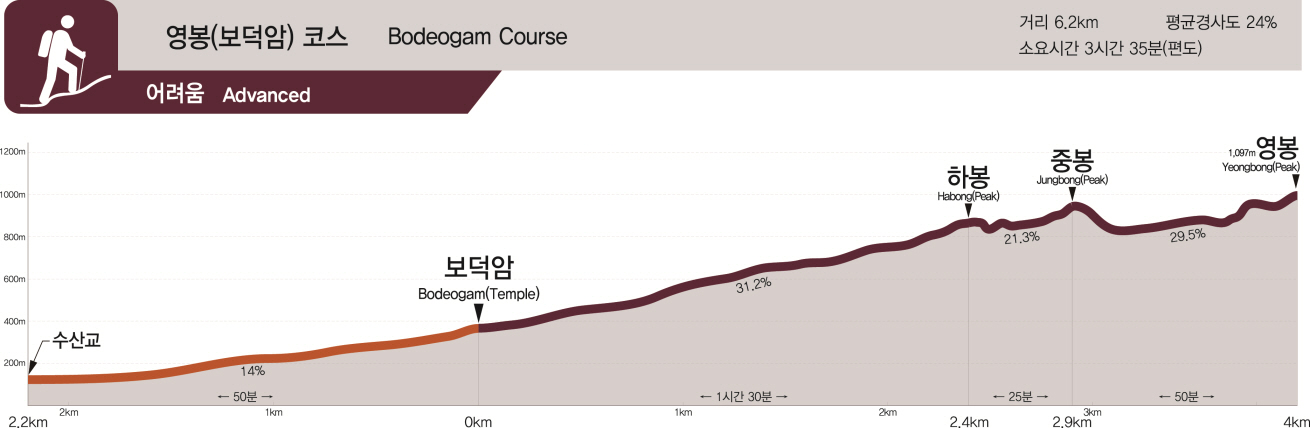 영봉(보덕암) 코스 Bodeogam Course
거리 6.2km 평균경사도 24%
소요시간 3시간 35분(편도)
어려움 Advanced
1200m
1000m
800m
600m
400m
200m
수산교
보덕암
Bodeogam(Temple)
하봉
Habong(Peak)
중봉
Jungbong(Peak)
1,097m 영봉
Yeongbong(Peak)
14%
31.2%
21.3%
29.5%
← 50분 →
← 1시간 30분 →
← 25분 →
← 50분 →
2km
1km
1km
2km
3km
2.2km
0km
2.4km
2.9km
4km